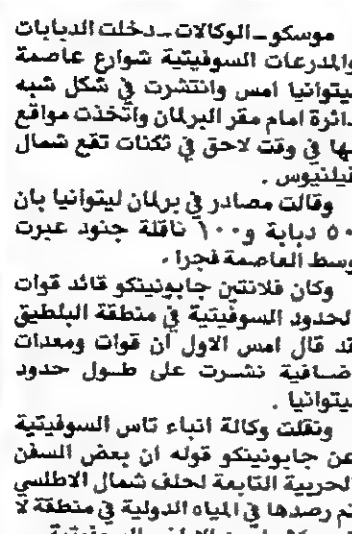 موسكو ـ الوكالات ـ دخلت الدبابات
والمدرعات السوفيتية شوارع عاصمة
ليتوانيا امس وانتشرت في شكل شبه
دائرة امام مقر البرلمان واتخذت مواقع
لها في وقت لاحق في ثكنات تقع شمال
فيلنيوس .
وقالت مصادر في برلمان ليتوانيا بان
٥٠ دبابة و ١٠٠ ناقلة جنود عبرت
وسط العاصمة فجرا .
وكان فلانتين جابونينكو قائد قوات
الحدود السوفيتية في منطقة البلطيق
قد قال امس الاول ان قوات ومعدات
اضافية نشرت على طول حدود
ليتوانيا .
ونقلت وكالة انباء تاس السوفيتية
عن جابونينكو قوله ان بعض السفن
الحربية التابعة لحلف شمال الاطلسي
تم رصدها في المياه الدولية في منطقة لا